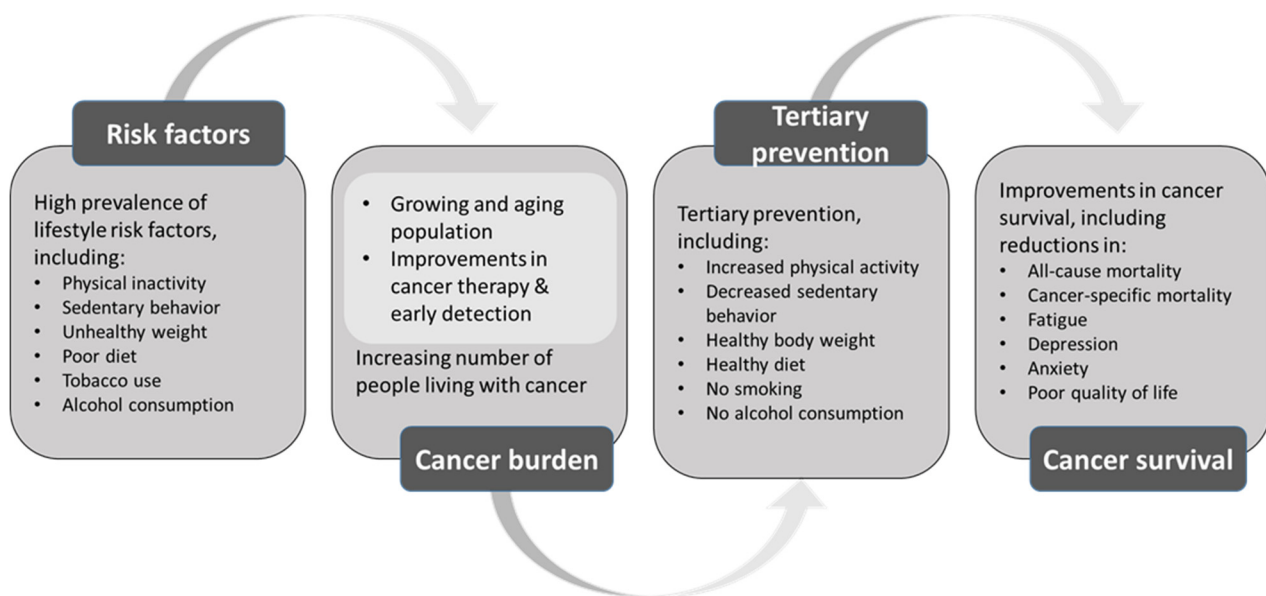 Risk factors
High prevalence of
lifestyle risk factors,
including:
• Physical inactivity
• Sedentary behavior
• Unhealthy weight
• Poor diet
• Tobacco use
• Alcohol consumption
• Growing and aging
population
• Improvements in
cancer therapy &
early detection
Increasing number of
people living with cancer
Cancer burden
Tertiary
prevention
Tertiary prevention,
including:
• Increased physical activity
• Decreased sedentary
behavior
• Healthy body weight
• Healthy diet
• No smoking
• No alcohol consumption
Improvements in cancer
survival, including
reductions in:
• All-cause mortality
• Cancer-specific mortality
• Fatigue
• Depression
• Anxiety
• Poor quality of life
Cancer survival